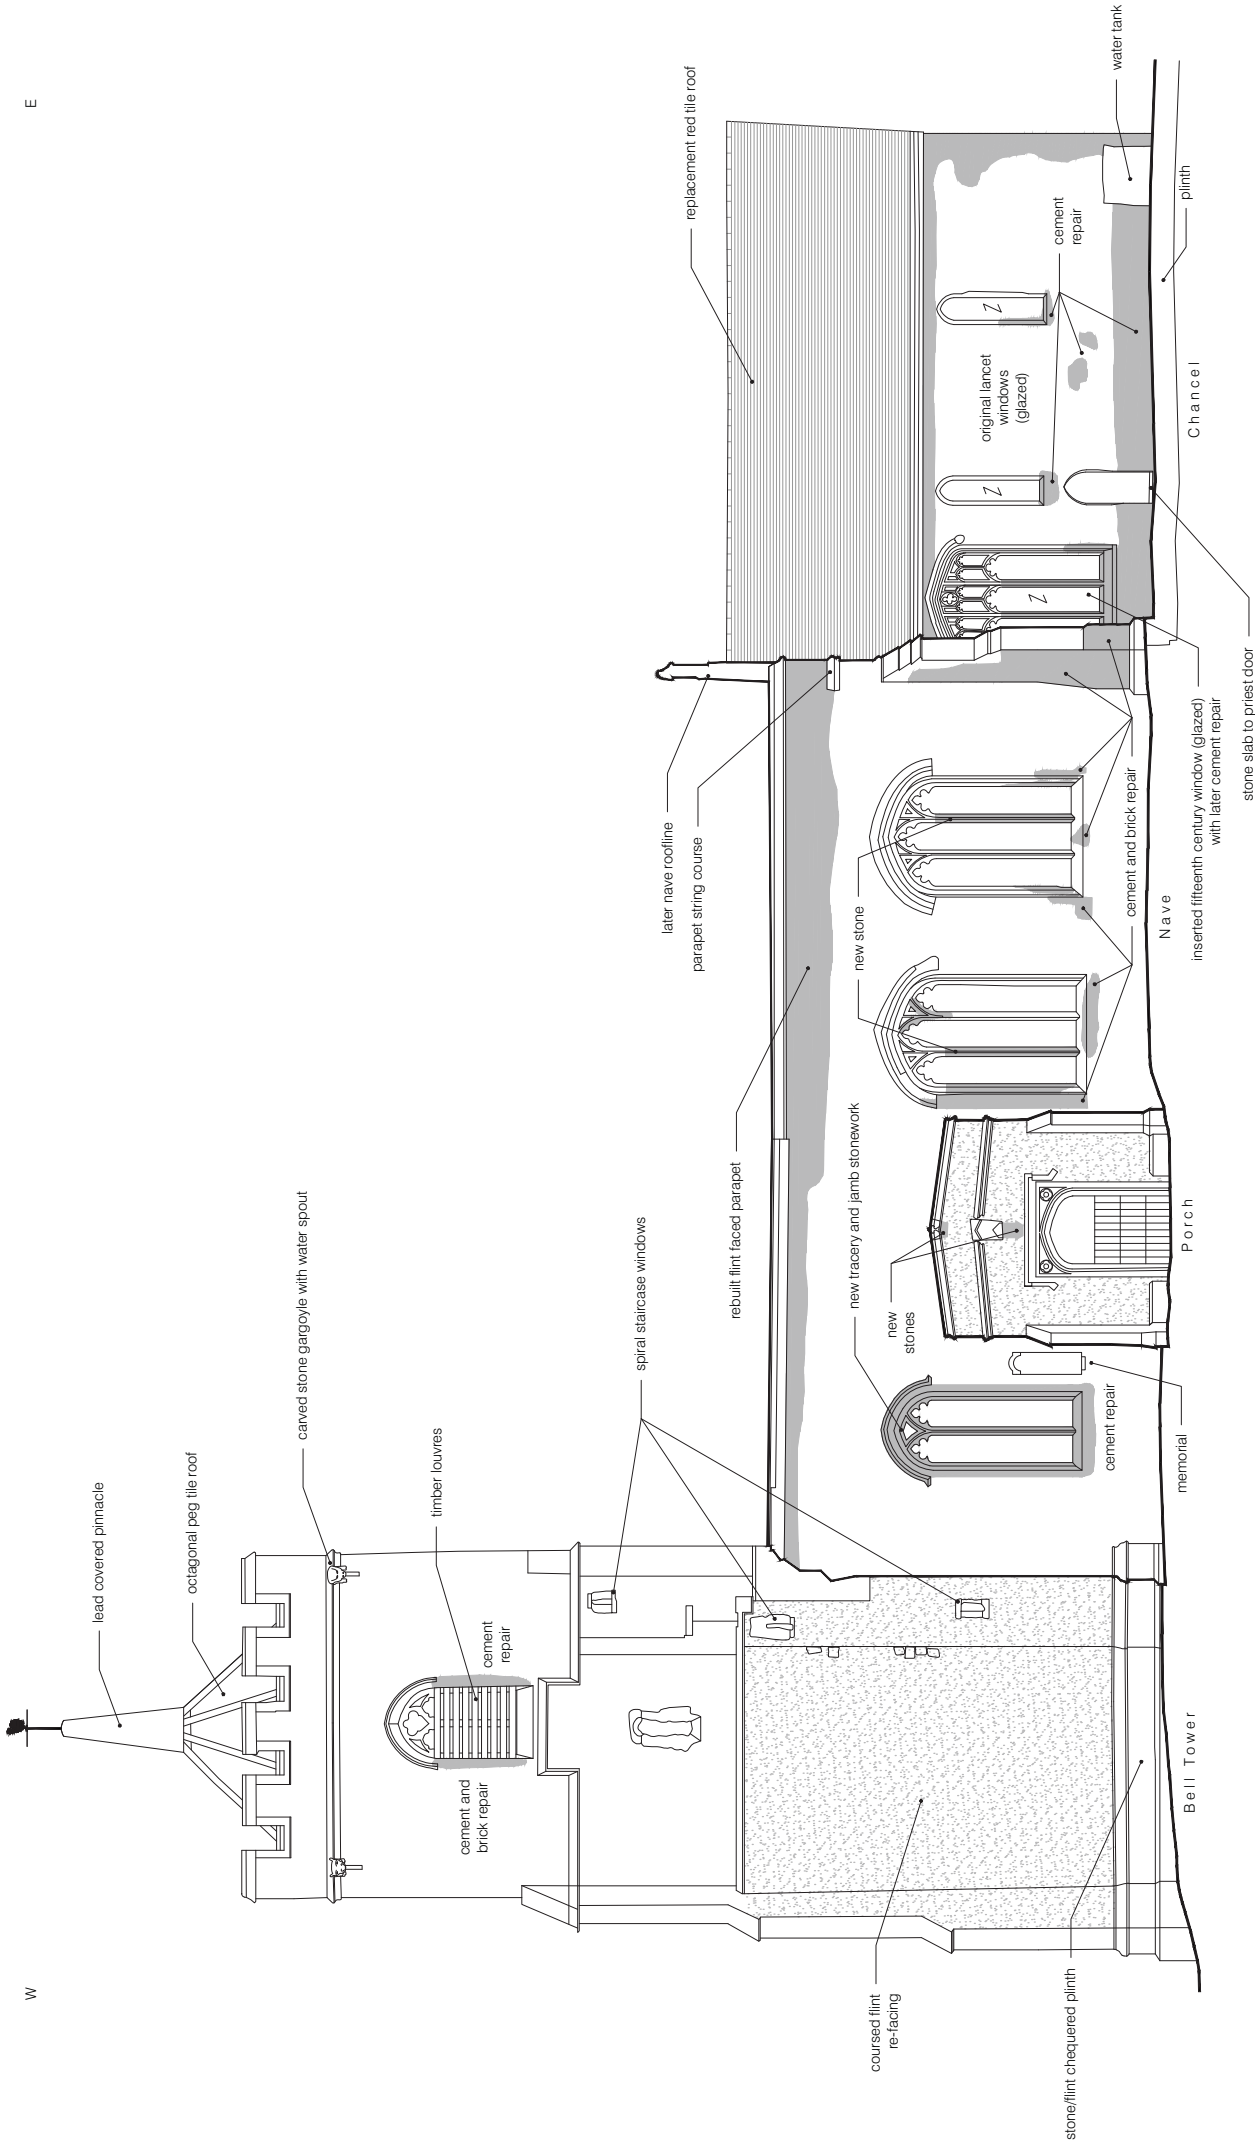 W
E
lead covered pinnacle
octagonal peg tile roof
carved stone gargoyle with water spout
timber louvres
cement
repair
cement and
brick repair
spiral staircase windows
later nave roofline
parapet string course
replacement red tile roof
rebuilt flint faced parapet
new stone
new tracery and jamb stonework
new
stones
original lancet
windows
(glazed)
cement
repair
water tank
plinth
coursed flint
re-facing
stone/flint chequered plinth
cement repair
memorial
cement and brick repair
inserted fifteenth century window (glazed)
with later cement repair
stone slab to priest door
Z
Z
Z
Bell Tower
Porch
Nave
Chancel